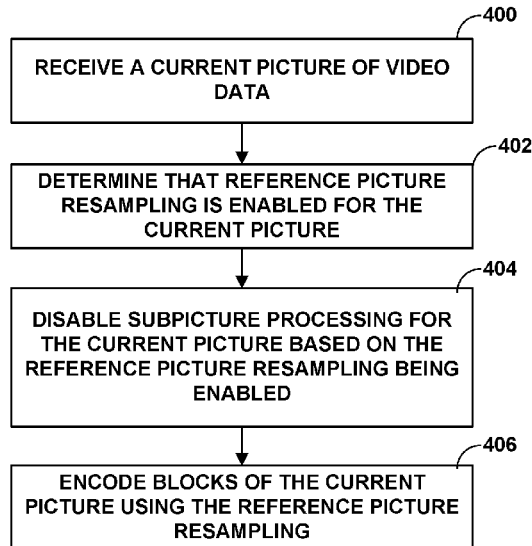 400
RECEIVE A CURRENT PICTURE OF VIDEO
DATA
402
DETERMINE THAT REFERENCE PICTURE
RESAMPLING IS ENABLED FOR THE
CURRENT PICTURE
404
DISABLE SUBPICTURE PROCESSING FOR
THE CURRENT PICTURE BASED ON THE
REFERENCE PICTURE RESAMPLING BEING
ENABLED
406
ENCODE BLOCKS OF THE CURRENT
PICTURE USING THE REFERENCE PICTURE
RESAMPLING